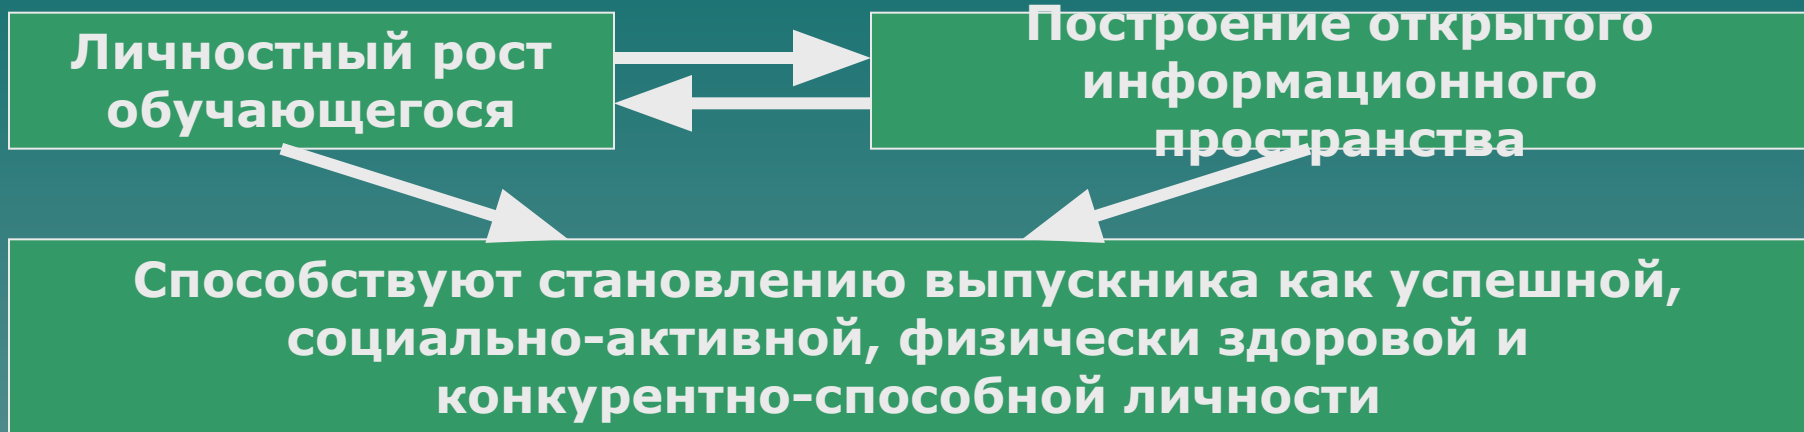 Личностный рост
обучающегося
Построение открытого
информационного
пространства
Способствуют становлению выпускника как успешной,
социально-активной, физически здоровой и
конкурентно-способной личности